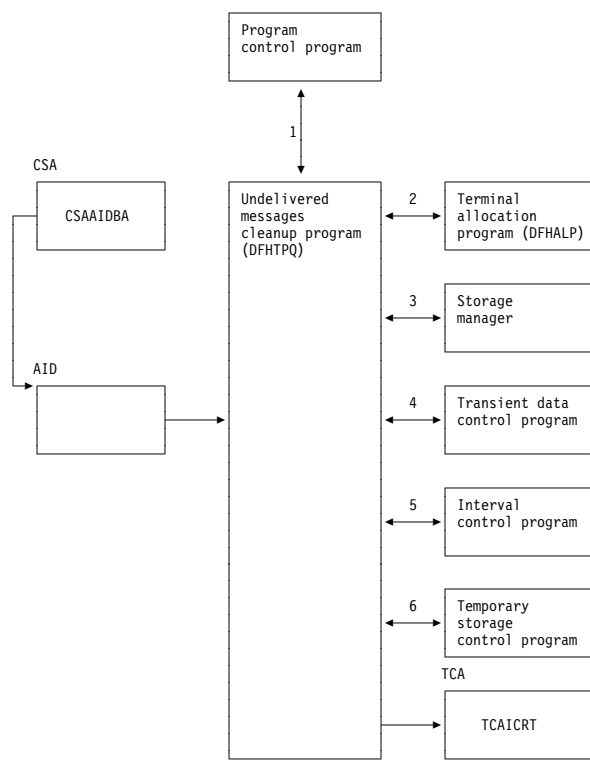 Program
control program
1
CSA
CSAAIDBA
Undelivered
messages
cleanup program
(DFHTPQ)
2
Terminal
allocation
program (DFHALP)
3
Storage
manager
AID
4
Transient data
control program
5
Interval
control program
6
Temporary
storage
control program
TCA
TCAICRT